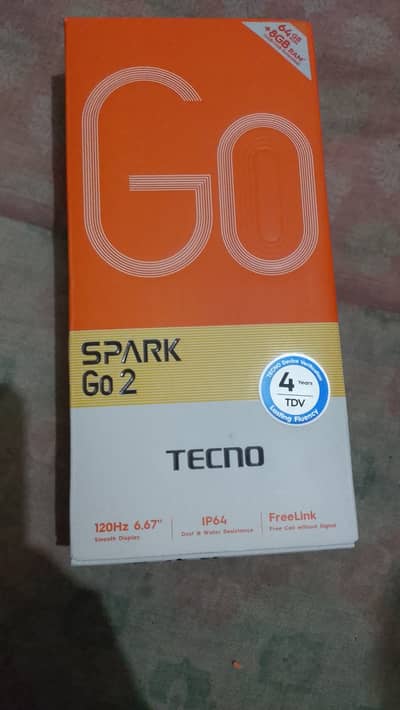 64GB
+8GB RAM*
Go
SPARK
Go 2
TECNO Device Verification
4 Years
TDV
Lasting Fluency
TECNO
120Hz 6.67"
Smooth Display
IP64
Dust & Water Resistance
FreeLink
Free Call without Signal